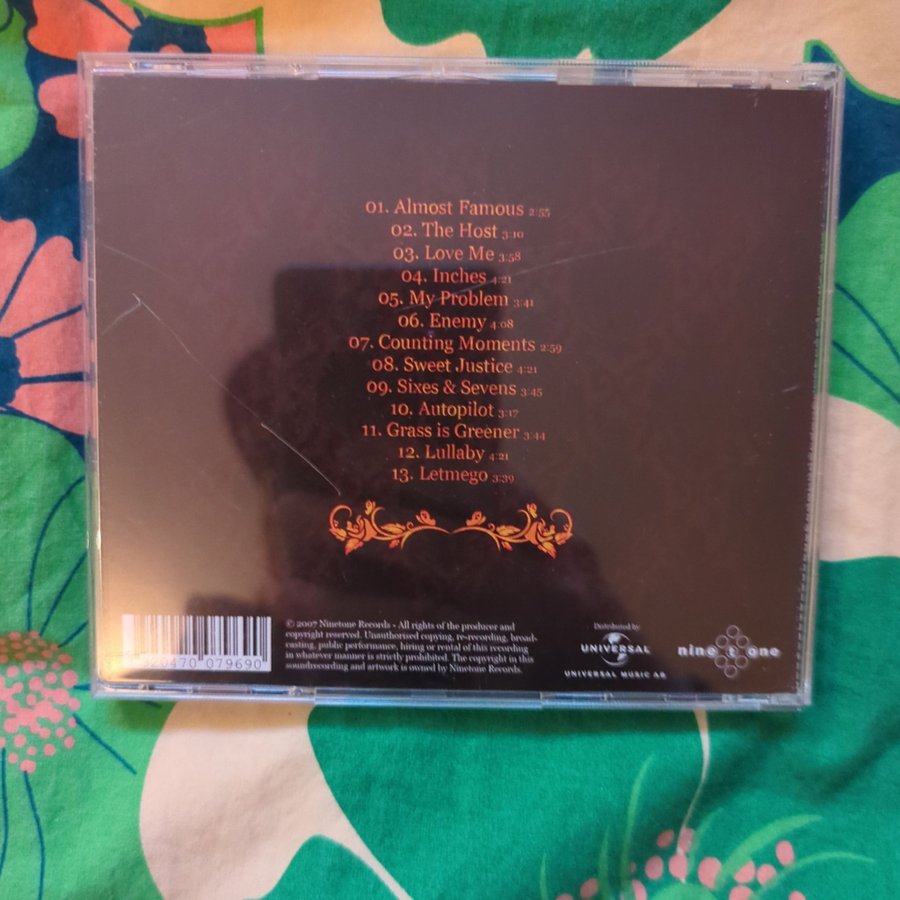 01. Almost Famous 2:55
02. The Host 3:10
03. Love Me 3:58
04. Inches 4:21
05. My Problem 3:41
06. Enemy 4:08
07. Counting Moments 2:59
08. Sweet Justice 4:21
09. Sixes & Sevens 3:45
10. Autopilot 3:17
11. Grass is Greener 3:44
12. Lullaby 4:21
13. Letmego 3:39
© 2007 Ninetone Records - All rights of the producer and
copyright reserved. Unauthorised copying, re-recording, broad-
casting, public performance, hiring or rental of this recording
in whatever manner is strictly prohibited. The copyright in this
soundrecording and artwork is owned by Ninetone Records.
320470 079690
Distributed by
UNIVERSAL
UNIVERSAL MUSIC AB
nine t one